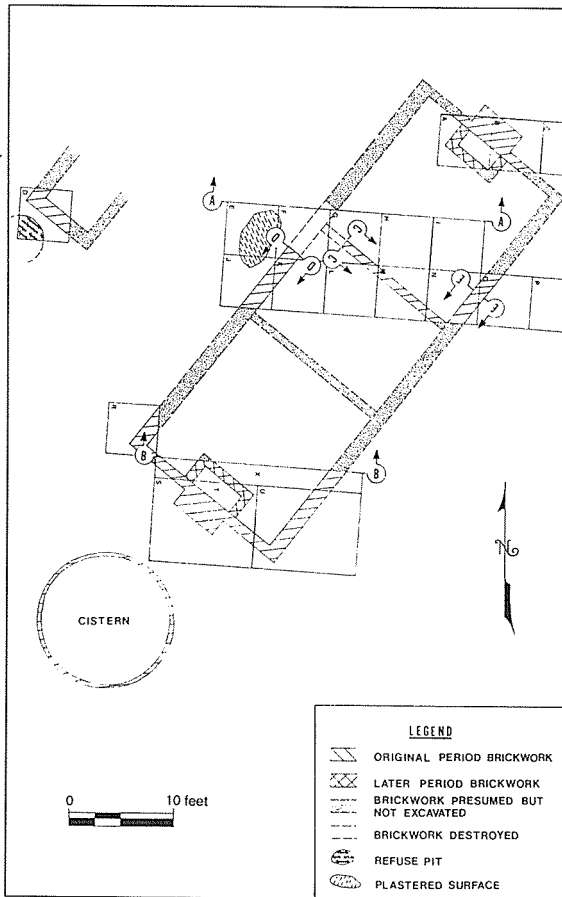 A
A
B
B
CISTERN
N
0 10 feet
LEGEND
ORIGINAL PERIOD BRICKWORK
LATER PERIOD BRICKWORK
BRICKWORK PRESUMED BUT
NOT EXCAVATED
BRICKWORK DESTROYED
REFUSE PIT
PLASTERED SURFACE